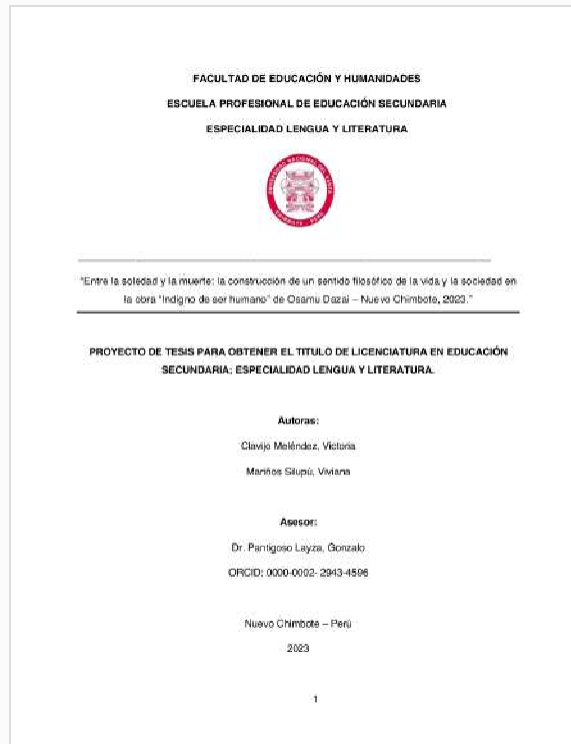 FACULTAD DE EDUCACIÓN Y HUMANIDADES
ESCUELA PROFESIONAL DE EDUCACIÓN SECUNDARIA
ESPECIALIDAD LENGUA Y LITERATURA
"Entre la soledad y la muerte: la construcción de un sentido filosófico de la vida y la sociedad en
la obra "Indigno de ser humano" de Osamu Dazai – Nuevo Chimbote, 2023."
PROYECTO DE TESIS PARA OBTENER EL TITULO DE LICENCIATURA EN EDUCACIÓN
SECUNDARIA; ESPECIALIDAD LENGUA Y LITERATURA.
Autoras:
Clavijo Meléndez, Victoria
Mariños Silupú, Viviana
Asesor:
Dr. Pantigoso Layza, Gonzalo
ORCID: 0000-0002- 2943-4596
Nuevo Chimbote – Perú
2023
1